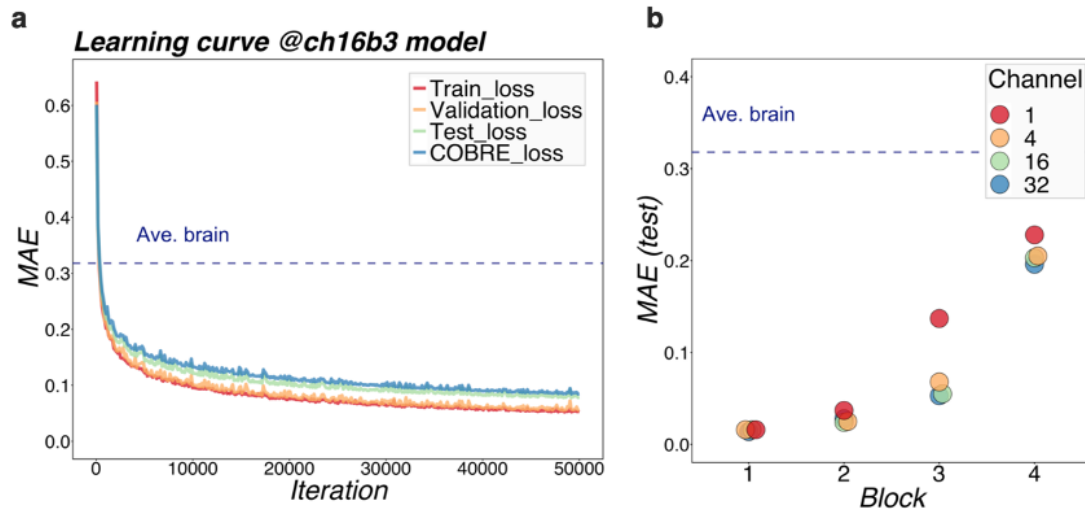 a
Learning curve @ch16b3 model
MAE
0.6
0.5
0.4
0.3
0.2
0.1
0.0
Train_loss
Validation_loss
Test_loss
COBRE_loss
Ave. brain
0
10000
20000
30000
40000
50000
Iteration
b
MAE (test)
0.4
0.3
0.2
0.1
0.0
Ave. brain
Channel
1
4
16
32
1
2
3
4
Block